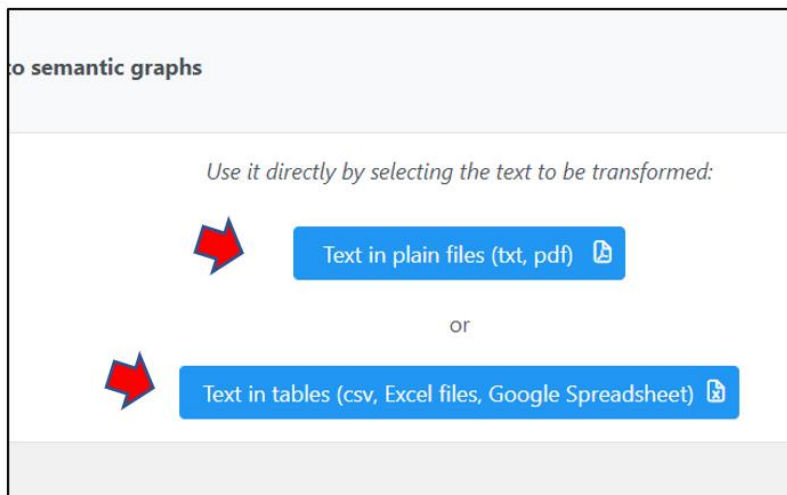 to semantic graphs
Use it directly by selecting the text to be transformed:
Text in plain files (txt, pdf)
or
Text in tables (csv, Excel files, Google Spreadsheet)